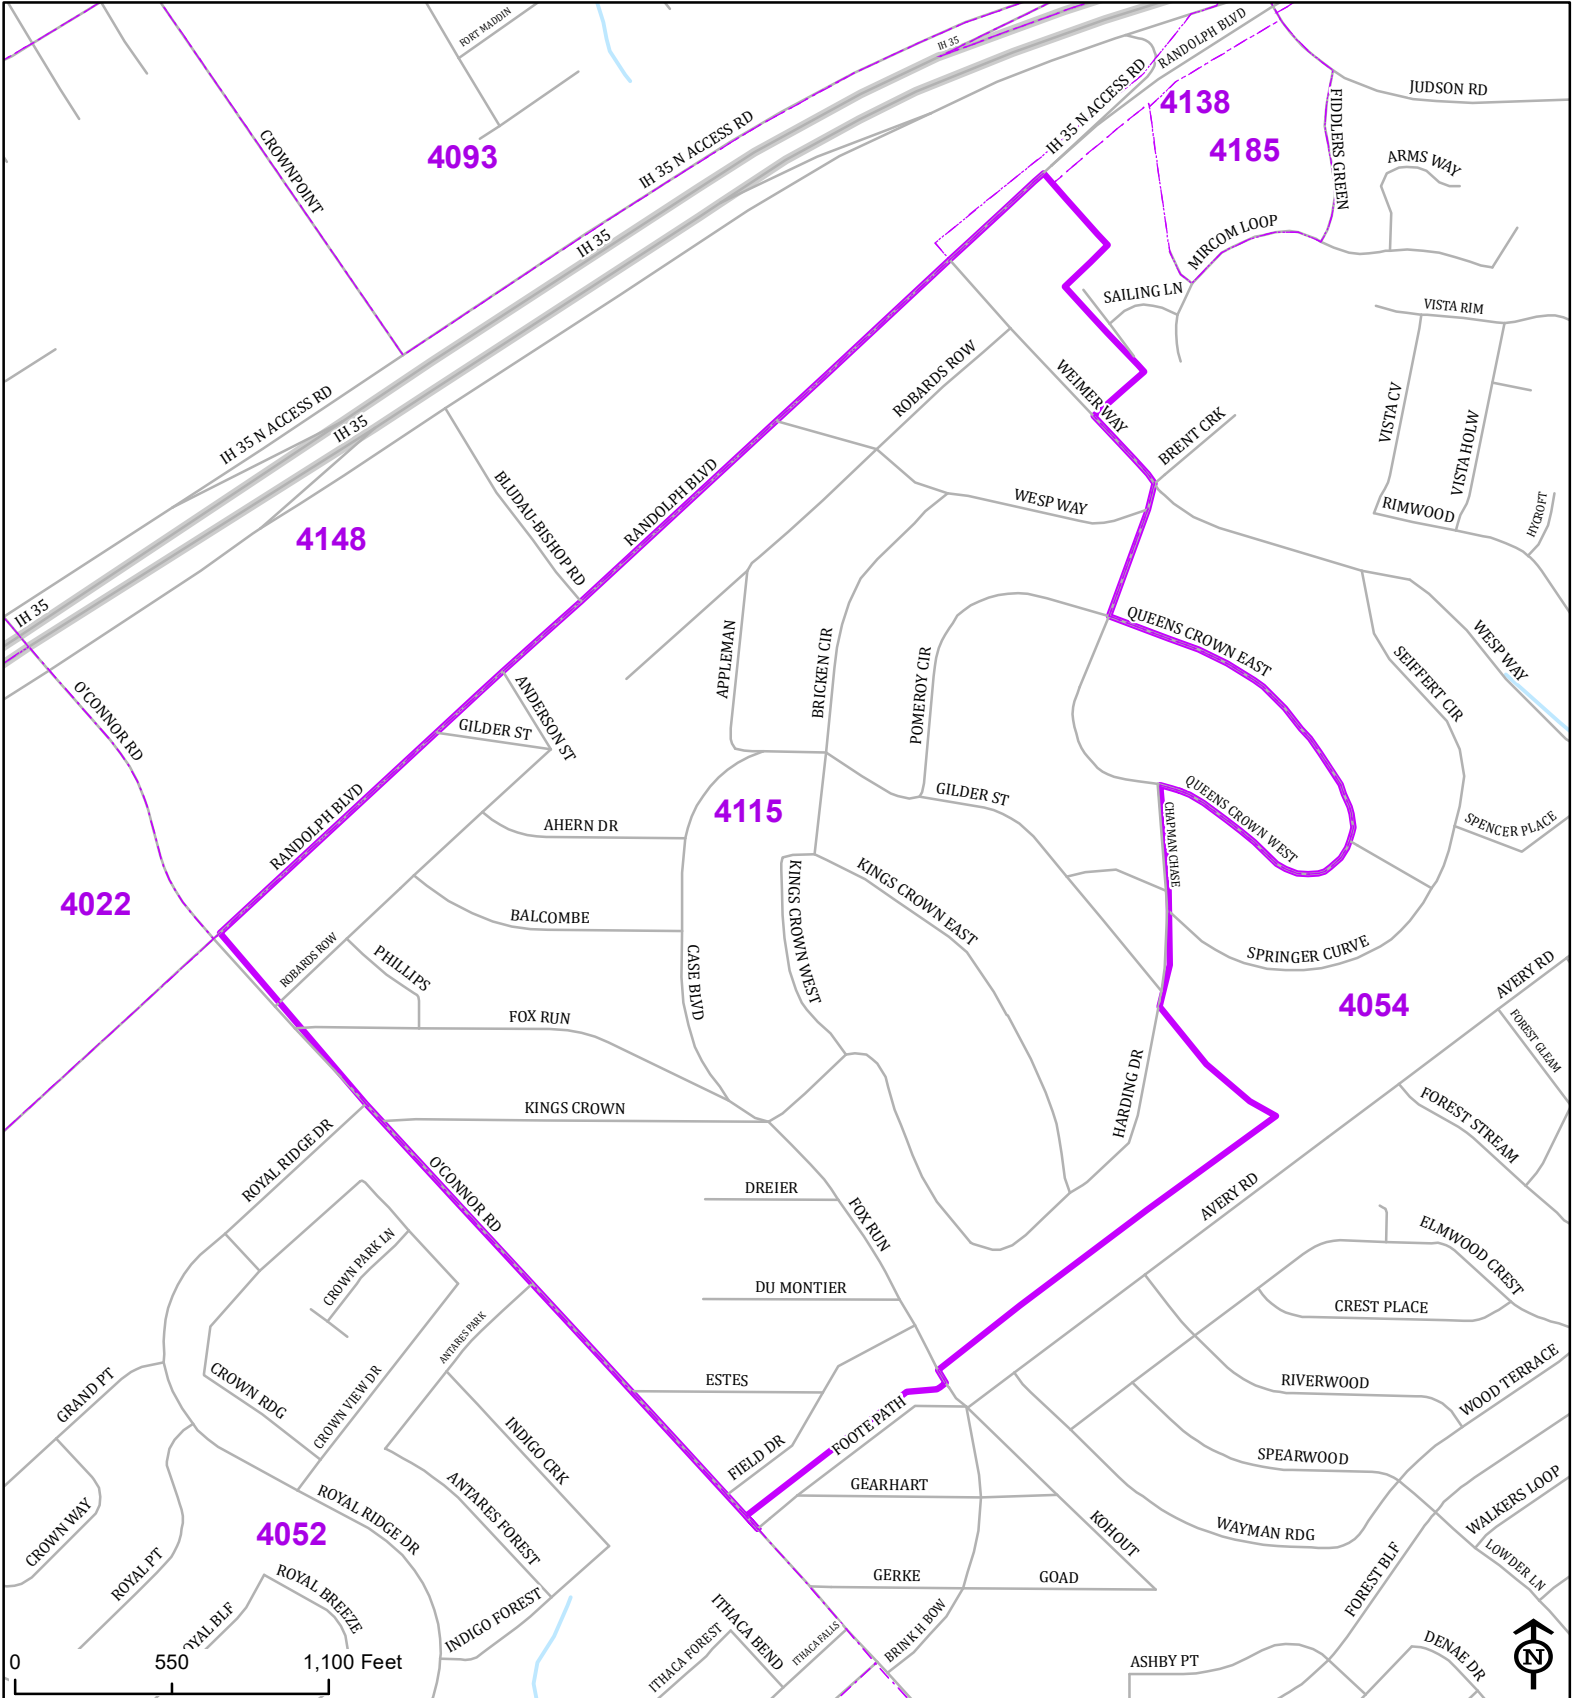 FORT MADDIN
IH 35
RANDOLPH BLVD
IH 35 N ACCESS RD
4138
JUDSON RD
FIDDLERS GREEN
4185
ARMS WAY
CROWNPOINT
4093
IH 35 N ACCESS RD
IH 35
MIRCOM LOOP
SAILING LN
VISTA RIM
ROBARDS ROW
WEIMER WAY
VISTA CV
VISTA HOLW
BRENT CRK
IH 35 N ACCESS RD
IH 35
BLUDAU-BISHOP RD
RANDOLPH BLVD
WESP WAY
RIMWOOD
HYCROFT
4148
IH 35
APPLEMAN
BRICKEN CIR
POMEROY CIR
QUEENS CROWN EAST
SEIFFERT CIR
WESP WAY
O'CONNOR RD
ANDERSON ST
GILDER ST
4115
GILDER ST
QUEENS CROWN WEST
CHAPMAN CHASE
SPENCER PLACE
RANDOLPH BLVD
AHERN DR
4022
BALCOMBE
KINGS CROWN WEST
KINGS CROWN EAST
SPRINGER CURVE
ROBARDS ROW
PHILLIPS
CASE BLVD
AVERY RD
4054
FOX RUN
FOREST GLEAM
HARDING DR
KINGS CROWN
FOREST STREAM
ROYAL RIDGE DR
O'CONNOR RD
DREIER
FOX RUN
AVERY RD
ELMWOOD CREST
CROWN PARK LN
DU MONTIER
CREST PLACE
ANTARES PARK
GRAND PT
CROWN RDG
CROWN VIEW DR
ESTES
RIVERWOOD
WOOD TERRACE
FOOTE PATH
FIELD DR
INDIGO CRK
SPEARWOOD
GEARHART
ANTARES FOREST
ROYAL RIDGE DR
WALKERS LOOP
CROWN WAY
4052
KOHOUT
WAYMAN RDG
LOWDER LN
ROYAL PT
ROYAL BREEZE
GERKE
GOAD
FOREST BLF
OYAL BLF
INDIGO FOREST
ITHACA FOREST
ITHACA BEND
ITHACA FALLS
BRINKH BOW
ASHBY PT
DENAE DR
0 550 1,100 Feet
N